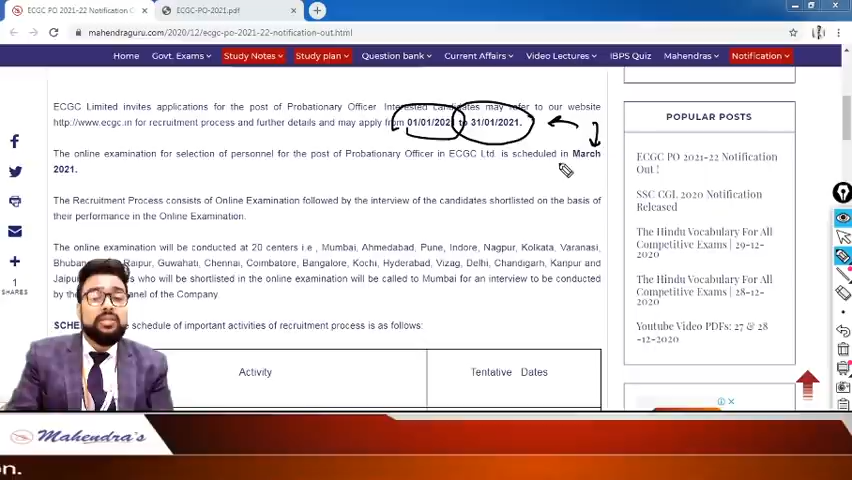 ECGC PO 2021-22 Notification O
ECGC-PO-2021.pdf
mahendraguru.com/2020/12/ecgc-po-2021-22-notification-out.html
Home Govt. Exams Study Notes Study plan Question bank Current Affairs Video Lectures IBPS Quiz Mahendras Notification
ECGC Limited invites applications for the post of Probationary Officer Interested candidates may refer to our website
http://www.ecgc.in for recruitment process and further details and may apply from 01/01/2021 to 31/01/2021.
The online examination for selection of personnel for the post of Probationary Officer in ECGC Ltd. is scheduled in March
2021.
The Recruitment Process consists of Online Examination followed by the interview of the candidates shortlisted on the basis of
their performance in the Online Examination.
The online examination will be conducted at 20 centers i.e , Mumbai, Ahmedabad, Pune, Indore, Nagpur, Kolkata, Varanasi,
Raipur, Guwahati, Chennai, Coimbatore, Bangalore, Kochi, Hyderabad, Vizag, Delhi, Chandigarh, Kanpur and
Jaipur who will be shortlisted in the online examination will be called to Mumbai for an interview to be conducted
by the Panel of the Company
schedule of important activities of recruitment process is as follows:
Activity Tentative Dates
1
SHARES
POPULAR POSTS
ECGC PO 2021-22 Notification
Out !
SSC CGL 2020 Notification
Released
The Hindu Vocabulary For All
Competitive Exams | 29-12-
2020
The Hindu Vocabulary For All
Competitive Exams | 28-12-
2020
Youtube Video PDFs: 27 & 28
-12-2020
Mahendra's
on.